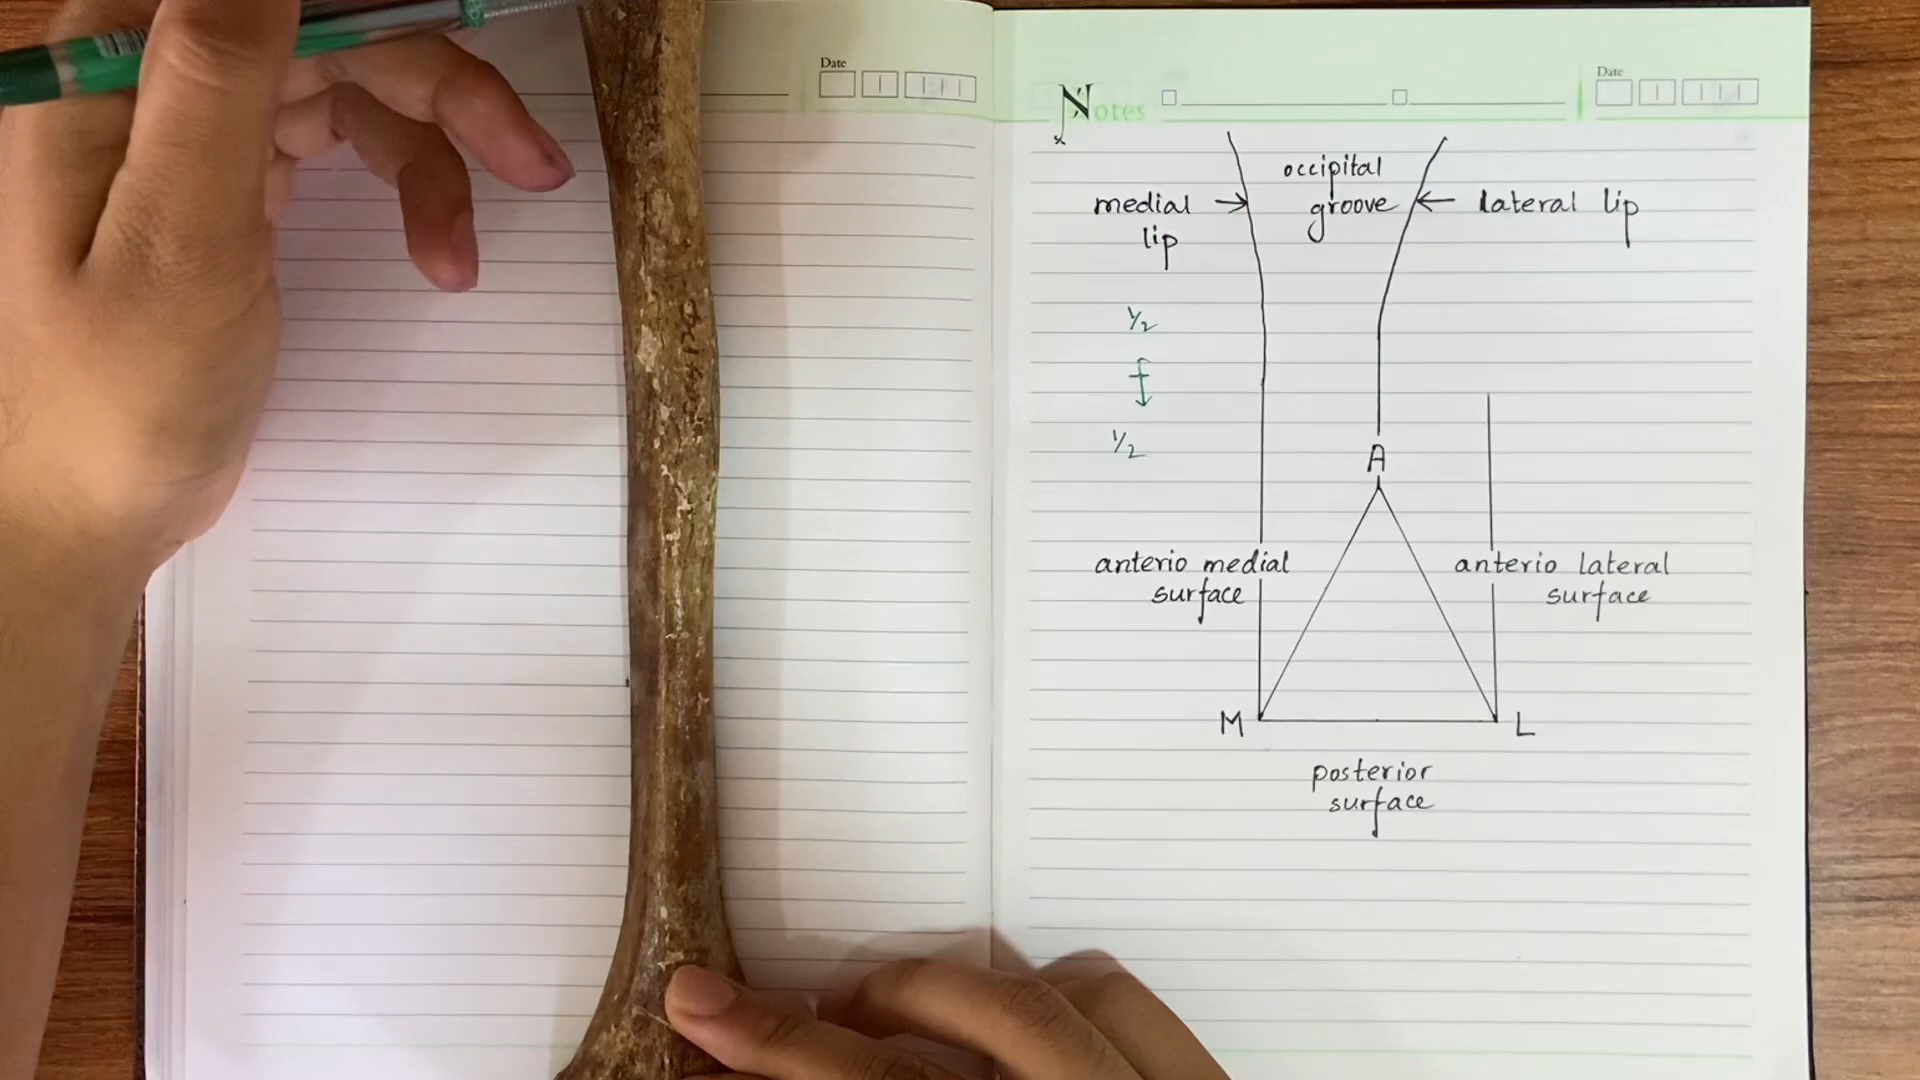 Date
Date
Notes
occipital
groove
medial
lip
lateral lip
1/2
1/2
A
anterio medial
surface
anterio lateral
surface
M
L
posterior
surface